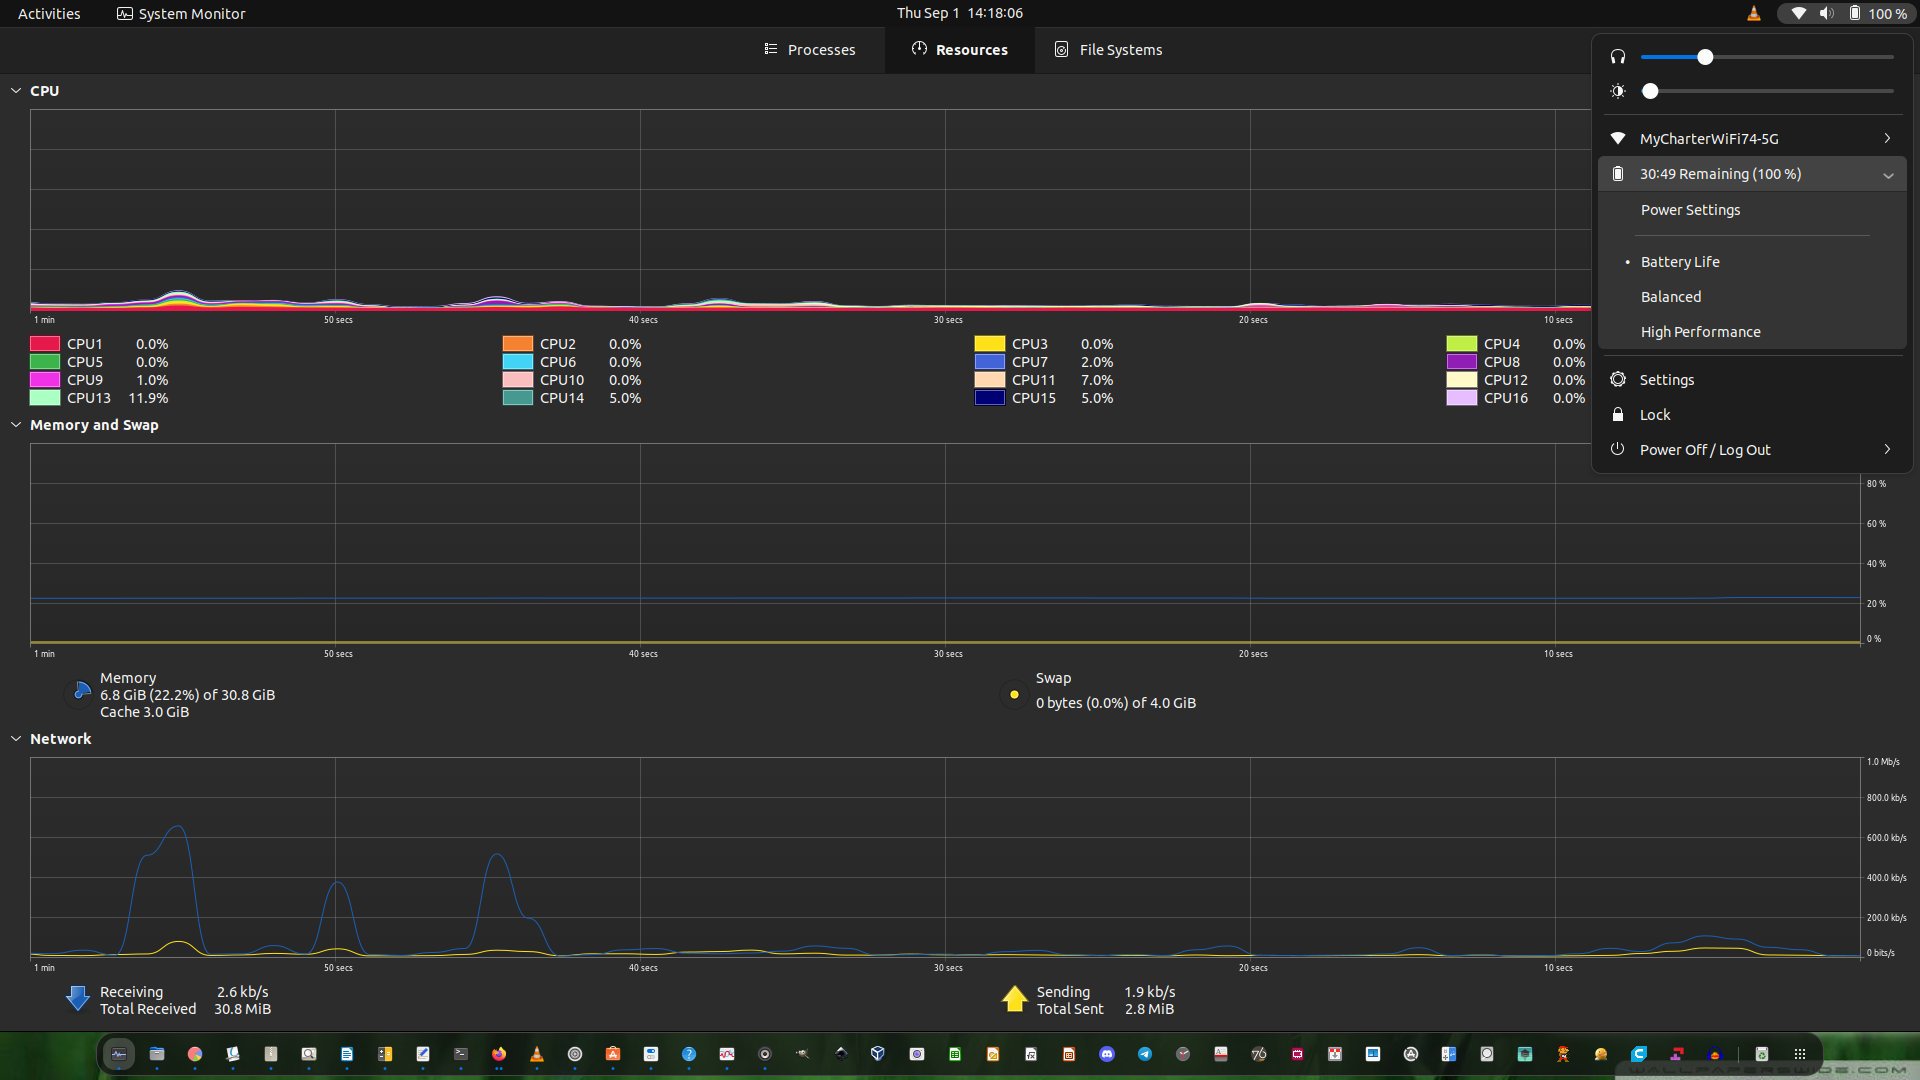 Activities
System Monitor
Thu Sep 1 14:18:06
100 %
Processes
Resources
File Systems
CPU
1 min 50 secs 40 secs 30 secs 20 secs 10 secs
CPU1 0.0% CPU2 0.0% CPU3 0.0% CPU4 0.0%
CPU5 0.0% CPU6 0.0% CPU7 2.0% CPU8 0.0%
CPU9 1.0% CPU10 0.0% CPU11 7.0% CPU12 0.0%
CPU13 11.9% CPU14 5.0% CPU15 5.0% CPU16 0.0%
MyCharterWiFi74-5G
30:49 Remaining (100 %)
Power Settings
Battery Life
Balanced
High Performance
Settings
Lock
Power Off / Log Out
Memory and Swap
80 %
60 %
40 %
20 %
0 %
1 min 50 secs 40 secs 30 secs 20 secs 10 secs
Memory
6.8 GiB (22.2%) of 30.8 GiB
Cache 3.0 GiB
Swap
0 bytes (0.0%) of 4.0 GiB
Network
1.0 Mb/s
800.0 kb/s
600.0 kb/s
400.0 kb/s
200.0 kb/s
0 bits/s
1 min 50 secs 40 secs 30 secs 20 secs 10 secs
Receiving 2.6 kb/s
Total Received 30.8 MiB
Sending 1.9 kb/s
Total Sent 2.8 MiB
76
WALLPAPERSWIDE.COM